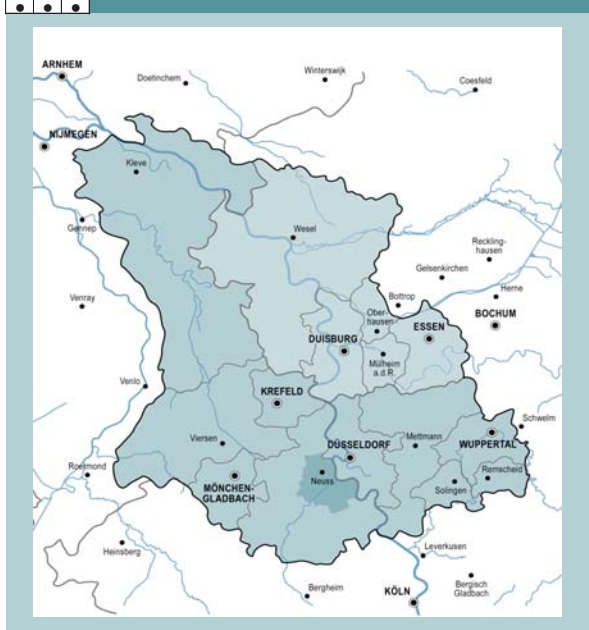 ARNHEM
Doetinchem
Winterswijk
Coesfeld
NIJMEGEN
Kleve
Gennep
Wesel
Reckling-
hausen
Gelsenkirchen
Venray
Bottrop
Herne
Ober-
hausen
ESSEN
BOCHUM
DUISBURG
Mülheim
a.d.R.
Venlo
KREFELD
Schwelm
Viersen
DÜSSELDORF
Mettmann
WUPPERTAL
Roermond
MÖNCHEN-
GLADBACH
Neuss
Remscheid
Solingen
Heinsberg
Leverkusen
Bergheim
KÖLN
Bergisch
Gladbach